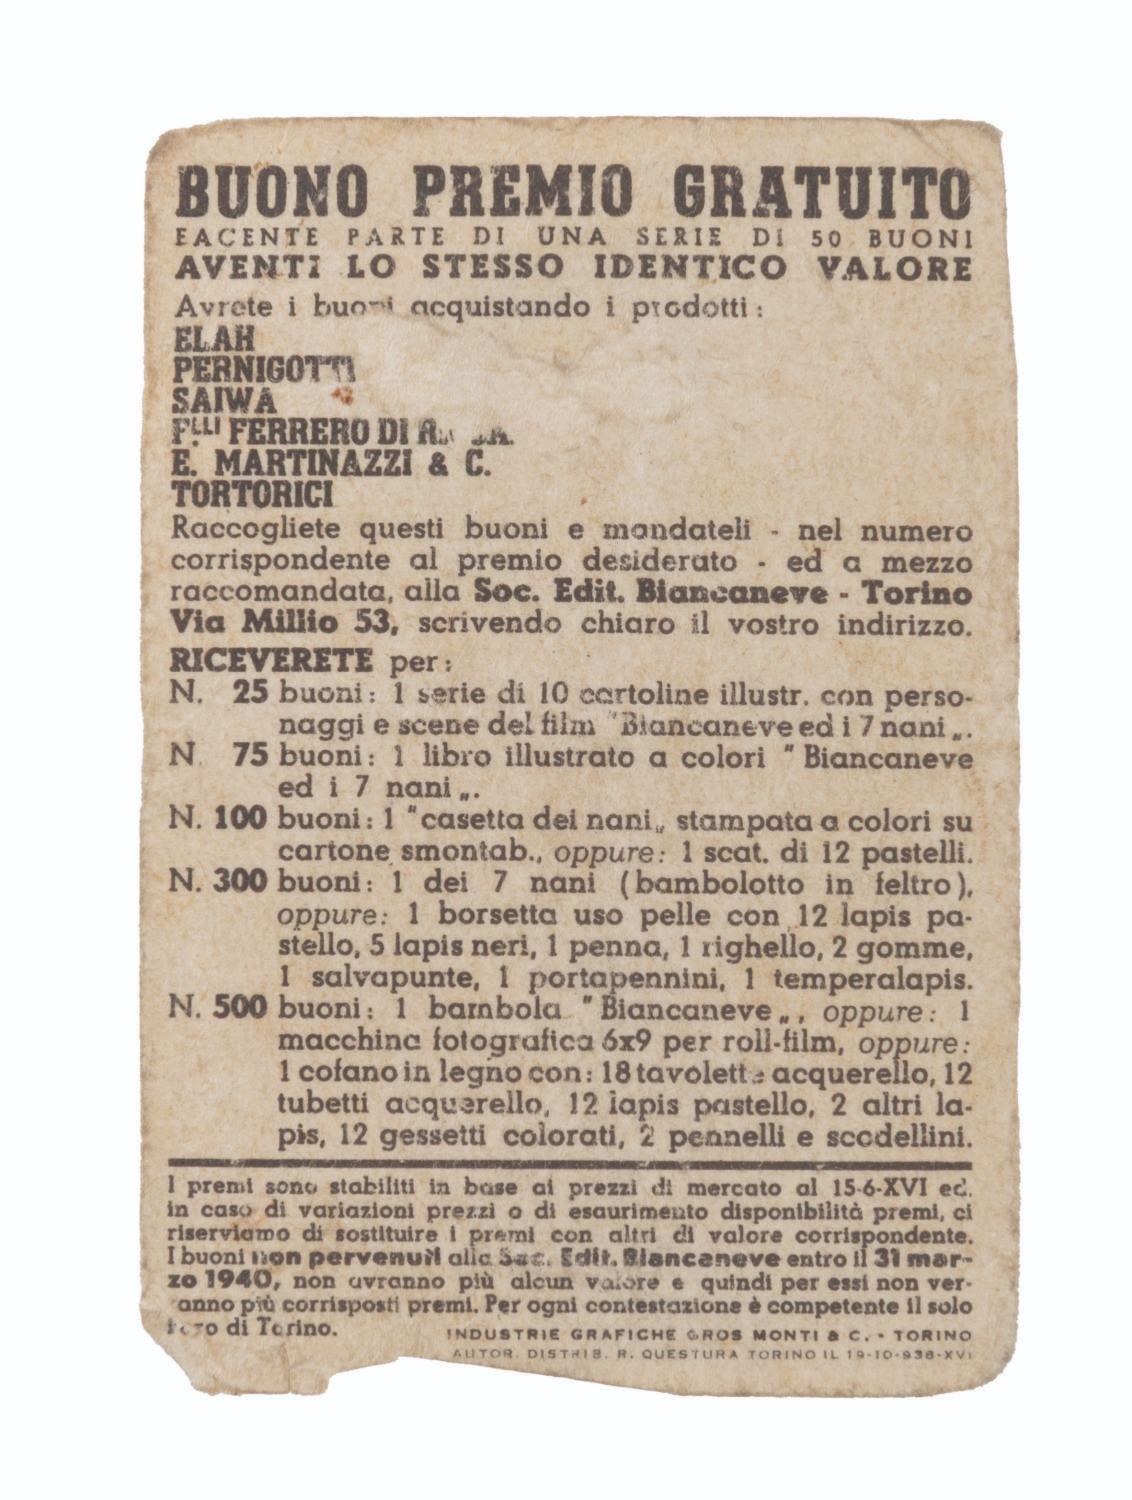 BUONO PREMIO GRATUITO
FACENTE PARTE DI UNA SERIE DI 50 BUONI
AVENTI LO STESSO IDENTICO VALORE
Avrete i buoni acquistando i prodotti:
ELAH
PERNIGOTTI
SAIWA
F.LLI FERRERO DI
E. MARTINAZZI & C.
TORTORICI
Raccogliete questi buoni e mandateli - nel numero
corrispondente al premio desiderato - ed a mezzo
raccomandata, alla Soc. Edit. Biancaneve - Torino
Via Millio 53, scrivendo chiaro il vostro indirizzo.
RICEVERETE per:
N. 25 buoni: 1 serie di 10 cartoline illustr. con perso-
naggi e scene del film "Biancaneve ed i 7 nani„.
N. 75 buoni: 1 libro illustrato a colori "Biancaneve
ed i 7 nani„.
N. 100 buoni: 1 "casetta dei nani„ stampata a colori su
cartone smontab., oppure: 1 scat. di 12 pastelli.
N. 300 buoni: 1 dei 7 nani (bambolotto in feltro),
oppure: 1 borsetta uso pelle con 12 lapis pa-
stello, 5 lapis neri, 1 penna, 1 righello, 2 gomme,
1 salvapunte, 1 portapennini, 1 temperalapis.
N. 500 buoni: 1 bambola "Biancaneve„, oppure: 1
macchina fotografica 6x9 per roll-film, oppure:
1 cofano in legno con: 18 tavolette acquerello, 12
tubetti acquerello, 12 lapis pastello, 2 altri la-
pis, 12 gessetti colorati, 2 pennelli e scodellini.
I premi sono stabiliti in base ai prezzi di mercato al 15-6-XVI ed.
in caso di variazioni prezzi o di esaurimento disponibilità premi, ci
riserviamo di sostituire i premi con altri di valore corrispondente.
I buoni non pervenuti alla Soc. Edit. Biancaneve entro il 31 mar-
zo 1940, non avranno più alcun valore e quindi per essi non ver-
ranno più corrisposti premi. Per ogni contestazione è competente il solo
Foro di Torino.
INDUSTRIE GRAFICHE GROS MONTI & C. - TORINO
AUTOR. DISTRIB. R. QUESTURA TORINO IL 19-10-938-XVI